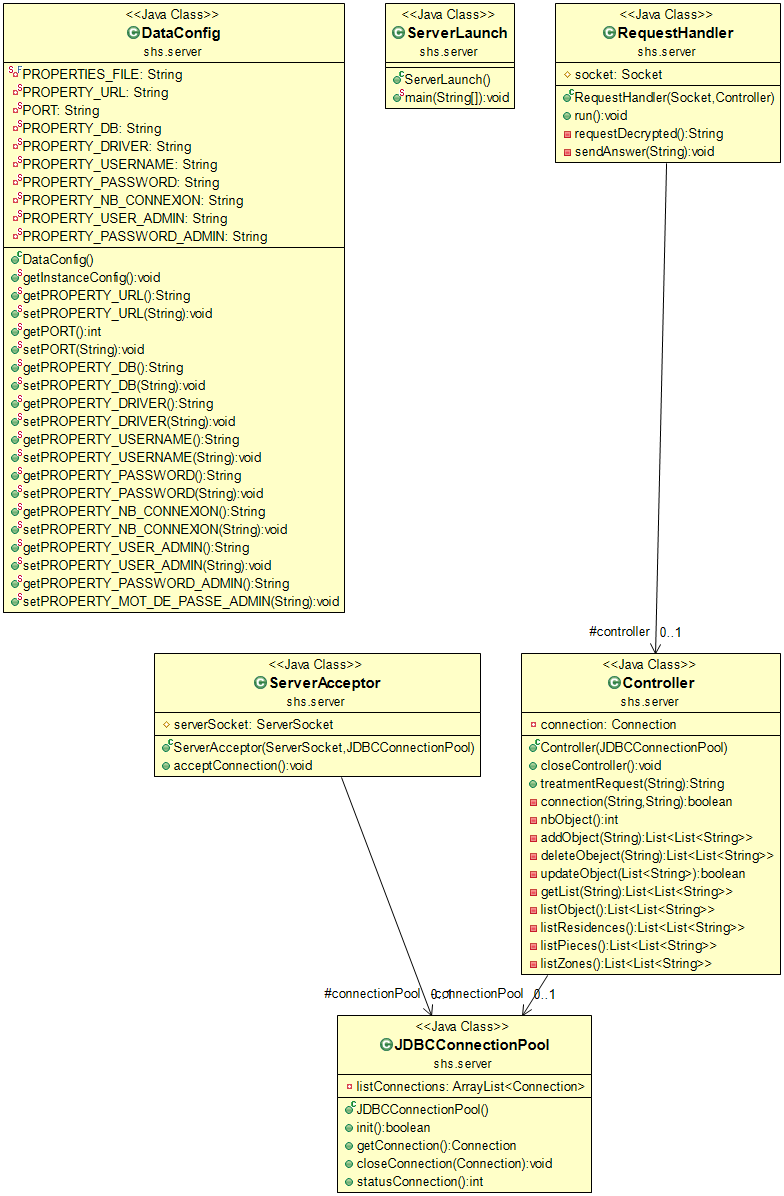 <<Java Class>>
DataConfig
shs.server
PROPERTIES_FILE: String
PROPERTY_URL: String
PORT: String
PROPERTY_DB: String
PROPERTY_DRIVER: String
PROPERTY_USERNAME: String
PROPERTY_PASSWORD: String
PROPERTY_NB_CONNEXION: String
PROPERTY_USER_ADMIN: String
PROPERTY_PASSWORD_ADMIN: String
DataConfig()
getInstanceConfig():void
getPROPERTY_URL():String
setPROPERTY_URL(String):void
getPORT():int
setPORT(String):void
getPROPERTY_DB():String
setPROPERTY_DB(String):void
getPROPERTY_DRIVER():String
setPROPERTY_DRIVER(String):void
getPROPERTY_USERNAME():String
setPROPERTY_USERNAME(String):void
getPROPERTY_PASSWORD():String
setPROPERTY_PASSWORD(String):void
getPROPERTY_NB_CONNEXION():String
setPROPERTY_NB_CONNEXION(String):void
getPROPERTY_USER_ADMIN():String
setPROPERTY_USER_ADMIN(String):void
getPROPERTY_PASSWORD_ADMIN():String
setPROPERTY_MOT_DE_PASSE_ADMIN(String):void
<<Java Class>>
ServerLaunch
shs.server
ServerLaunch()
main(String[]):void
<<Java Class>>
RequestHandler
shs.server
socket: Socket
RequestHandler(Socket,Controller)
run():void
requestDecrypted():String
sendAnswer(String):void
#controller 0..1
<<Java Class>>
ServerAcceptor
shs.server
serverSocket: ServerSocket
ServerAcceptor(ServerSocket,JDBCConnectionPool)
acceptConnection():void
<<Java Class>>
Controller
shs.server
connection: Connection
Controller(JDBCConnectionPool)
closeController():void
treatmentRequest(String):String
connection(String,String):boolean
nbObject():int
addObject(String):List<List<String>>
deleteObeject(String):List<List<String>>
updateObject(List<String>):boolean
getList(String):List<List<String>>
listObject():List<List<String>>
listResidences():List<List<String>>
listPieces():List<List<String>>
listZones():List<List<String>>
#connectionPool 0..1
connectionPool 0..1
<<Java Class>>
JDBCConnectionPool
shs.server
listConnections: ArrayList<Connection>
JDBCConnectionPool()
init():boolean
getConnection():Connection
closeConnection(Connection):void
statusConnection():int